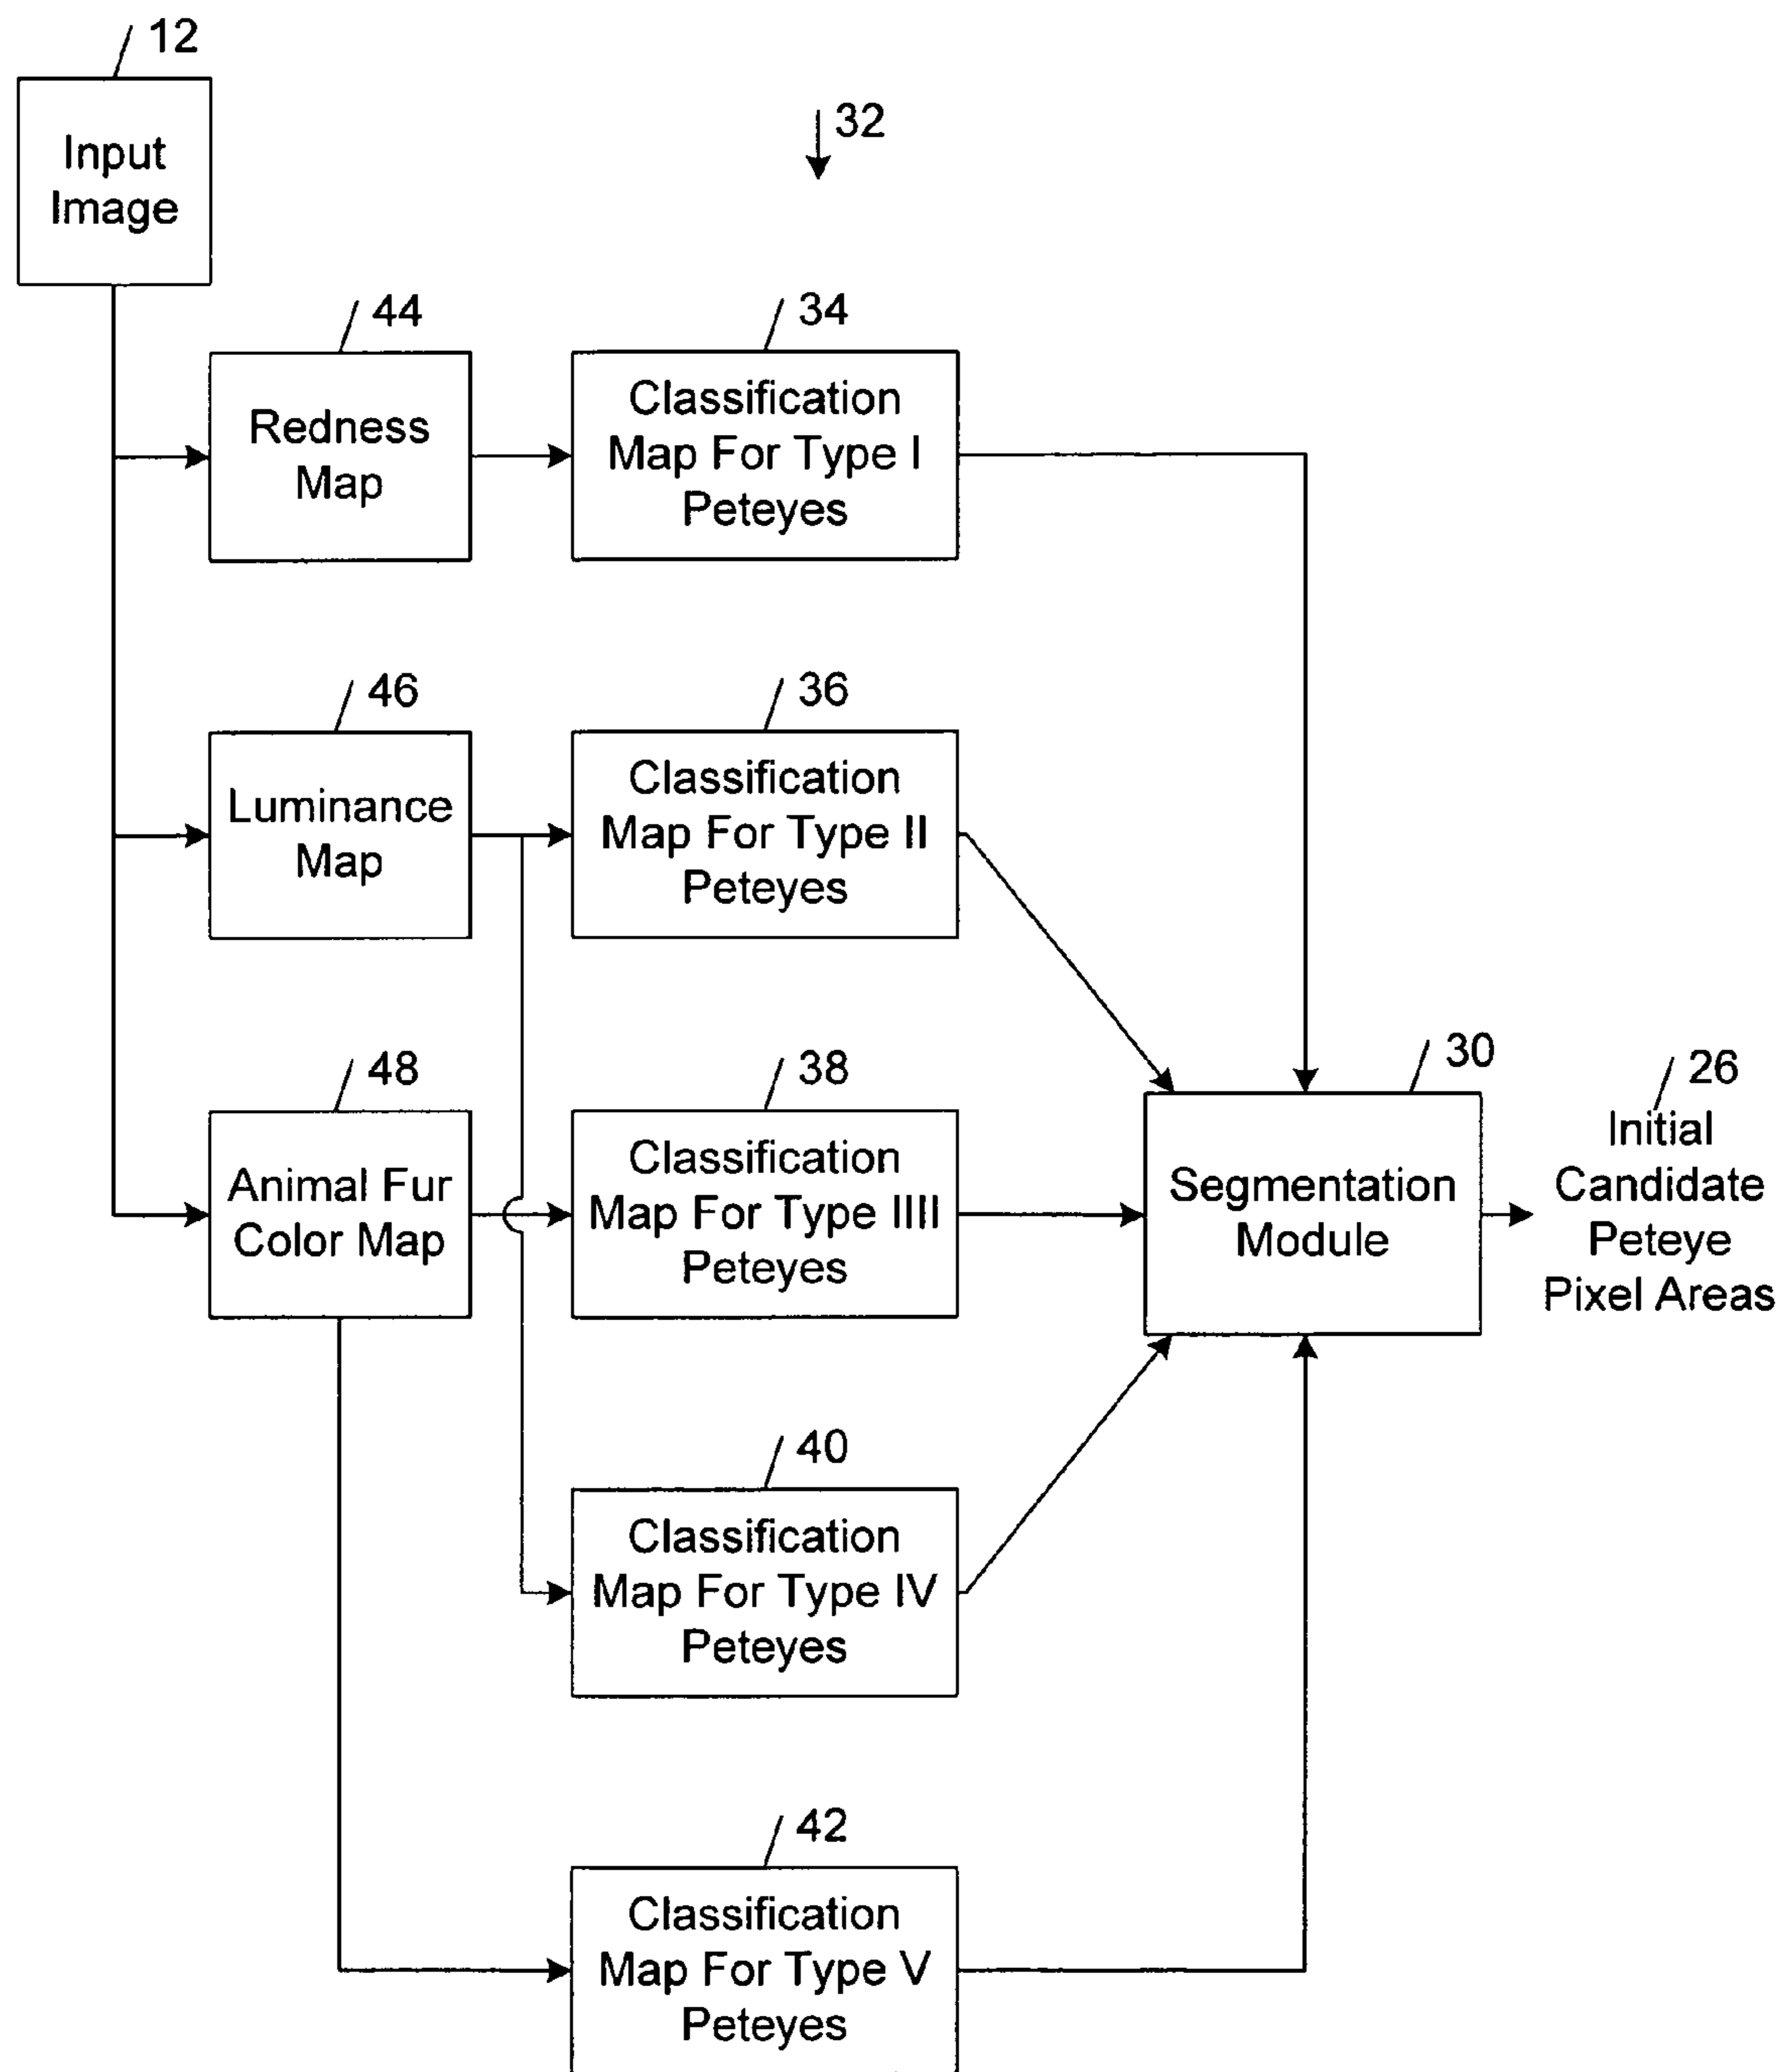 12
Input
Image
32
44
Redness
Map
34
Classification
Map For Type I
Peteyes
46
Luminance
Map
36
Classification
Map For Type II
Peteyes
48
Animal Fur
Color Map
38
Classification
Map For Type IIII
Peteyes
30
Segmentation
Module
26
Initial
Candidate
Peteye
Pixel Areas
40
Classification
Map For Type IV
Peteyes
42
Classification
Map For Type V
Peteyes